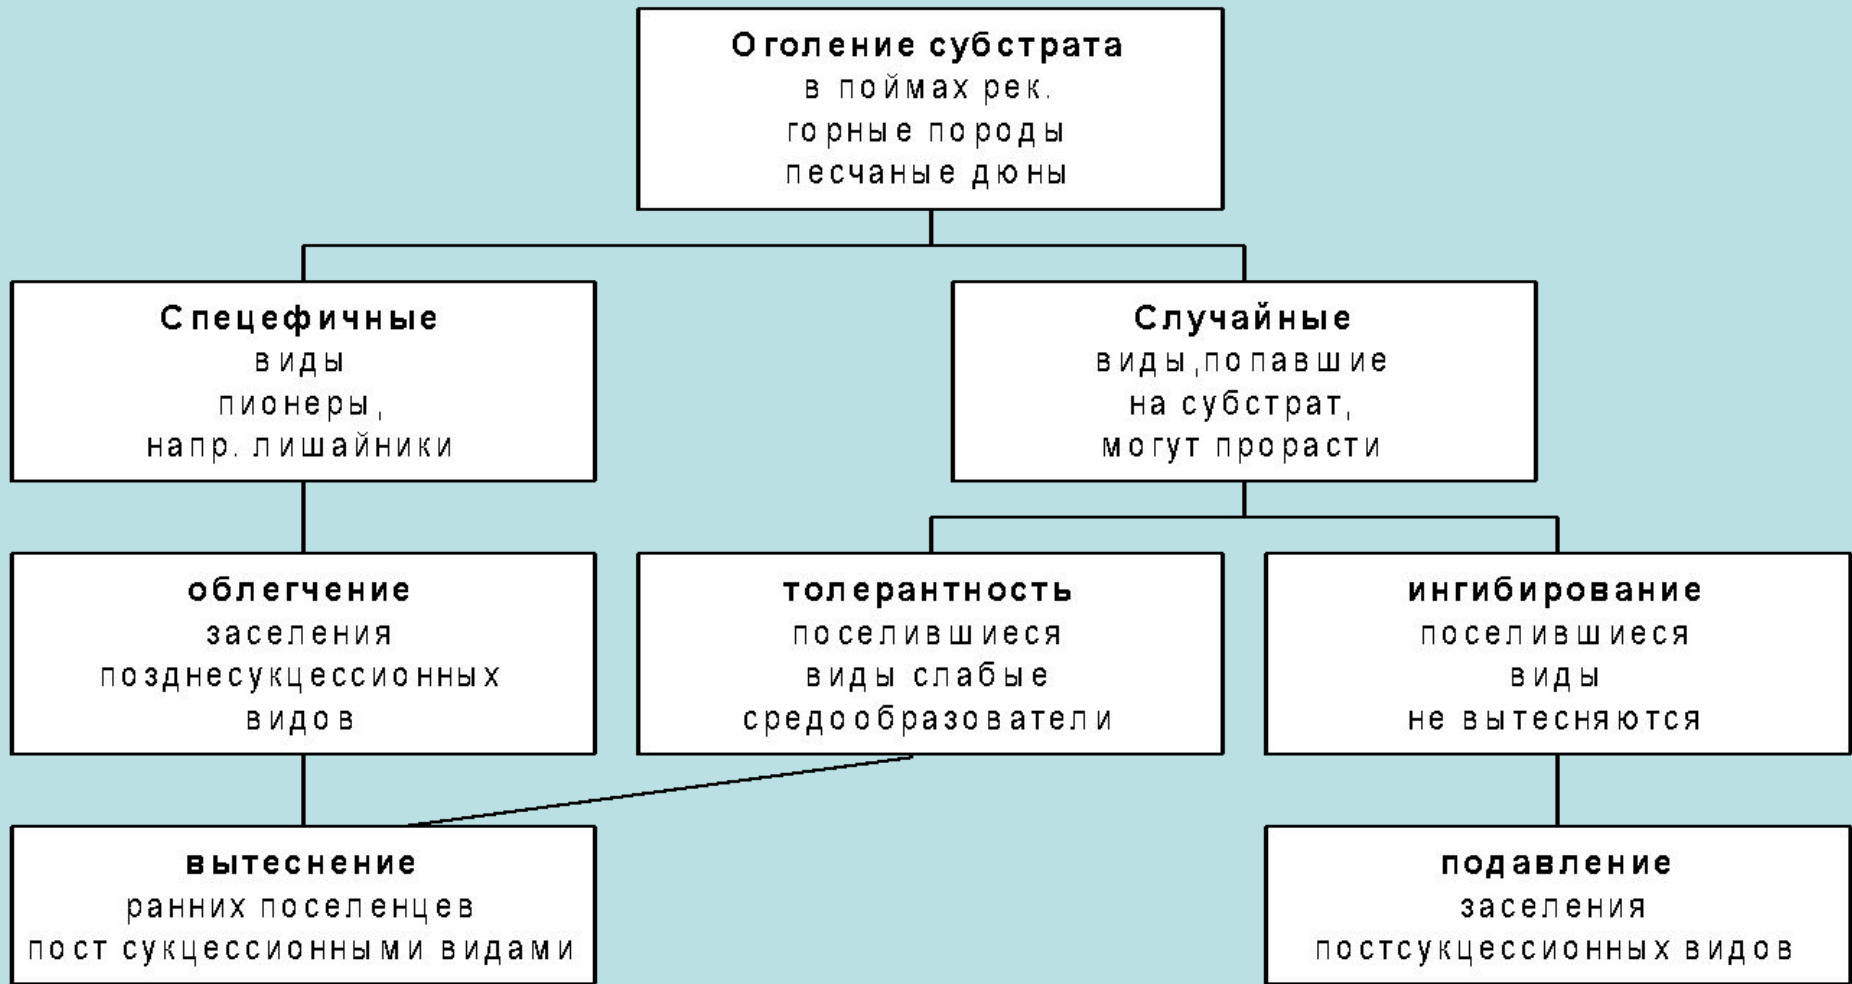 Оголение субстрата
в поймах рек.
горные породы
песчаные дюны
Спецефичные
виды
пионеры,
напр. лишайники
Случайные
виды,попавшие
на субстрат,
могут прорасти
облегчение
заселения
позднесукцессионных
видов
толерантность
поселившиеся
виды слабые
средообразователи
ингибирование
поселившиеся
виды
не вытесняются
вытеснение
ранних поселенцев
пост сукцессионными видами
подавление
заселения
постсукцессионных видов